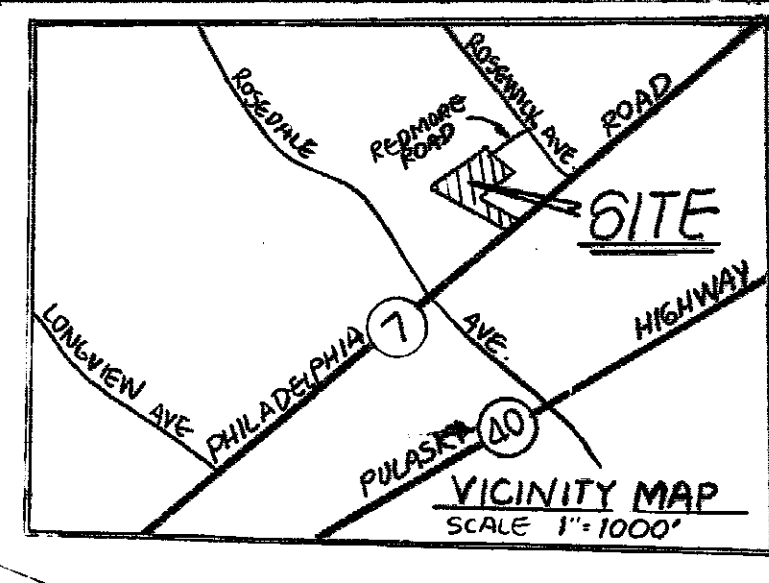 ROSEDALE
AVE.
ROSEWICK AVE.
REDMORE
ROAD
ROAD
SITE
HIGHWAY
LONGVIEW AVE
PHILADELPHIA
7
PULASKY
40
VICINITY MAP
SCALE 1"=1000'